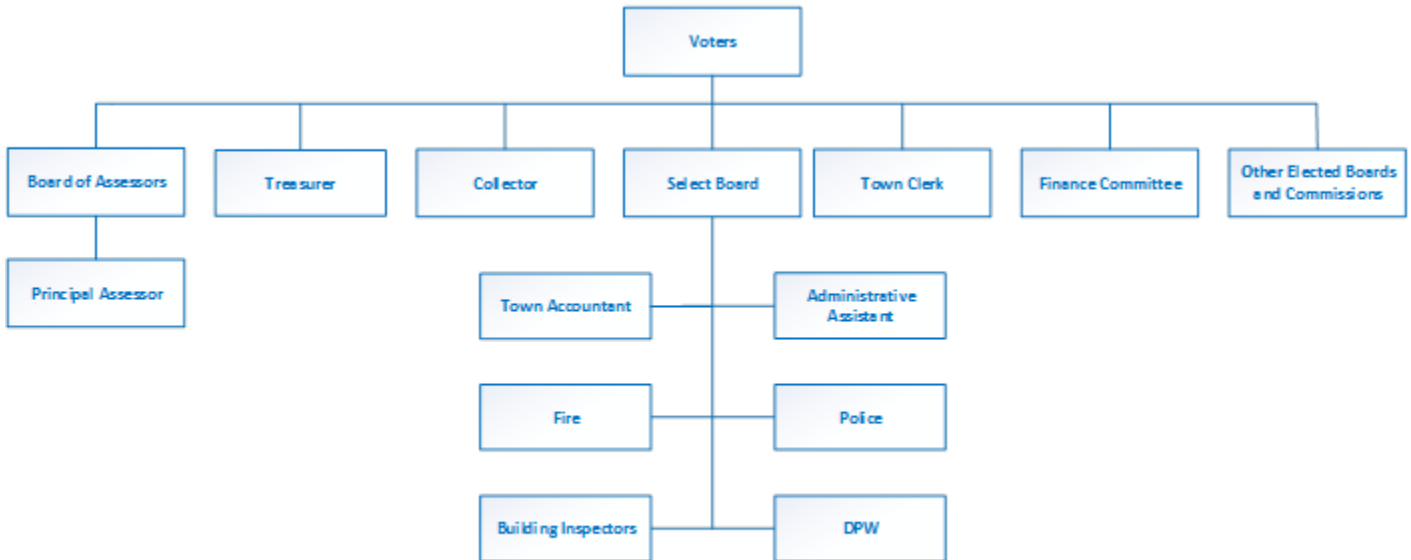 Voters
Board of Assessors
Treasurer
Collector
Select Board
Town Clerk
Finance Committee
Other Elected Boards
and Commissions
Principal Assessor
Town Accountant
Administrative
Assistant
Fire
Police
Building Inspectors
DPW